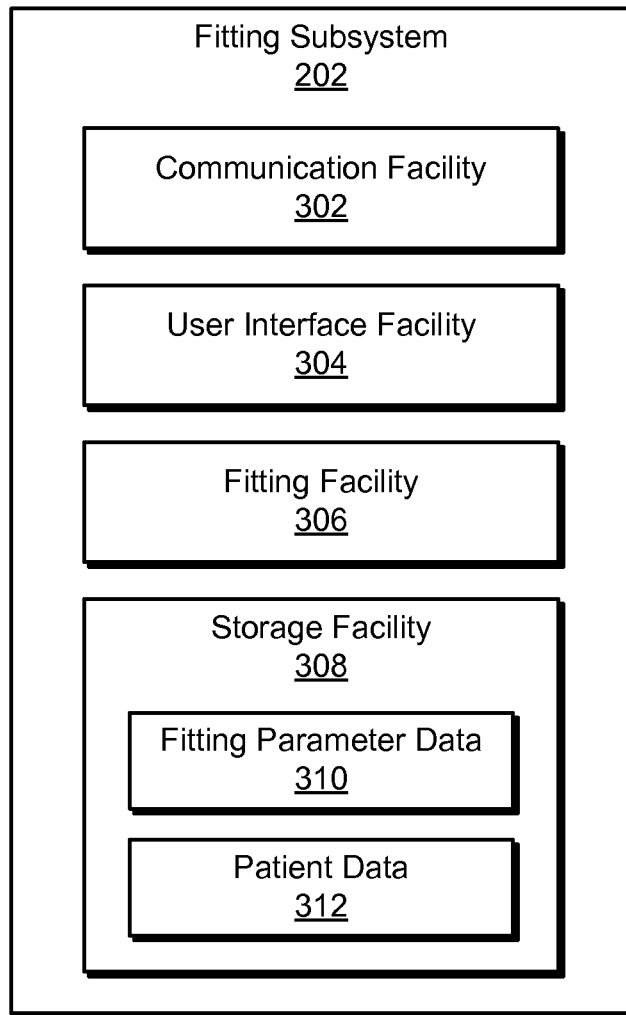 Fitting Subsystem
202
Communication Facility
302
User Interface Facility
304
Fitting Facility
306
Storage Facility
308
Fitting Parameter Data
310
Patient Data
312